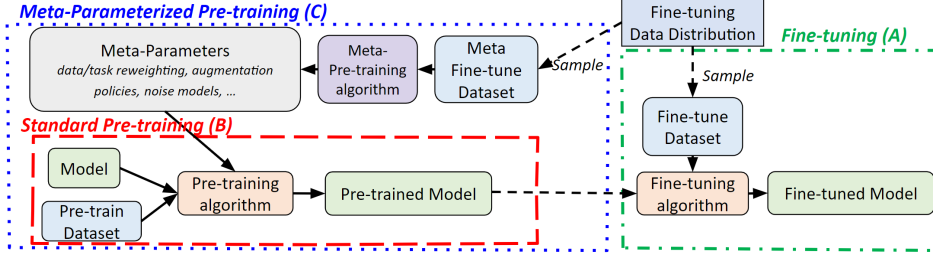 Meta-Parameterized Pre-training (C)
Meta-Parameters
data/task reweighting, augmentation
policies, noise models, ...
Meta-
Pre-training
algorithm
Meta
Fine-tune
Dataset
Sample
Fine-tuning
Data Distribution
Fine-tuning (A)
Sample
Fine-tune
Dataset
Standard Pre-training (B)
Model
Pre-train
Dataset
Pre-training
algorithm
Pre-trained Model
Fine-tuning
algorithm
Fine-tuned Model